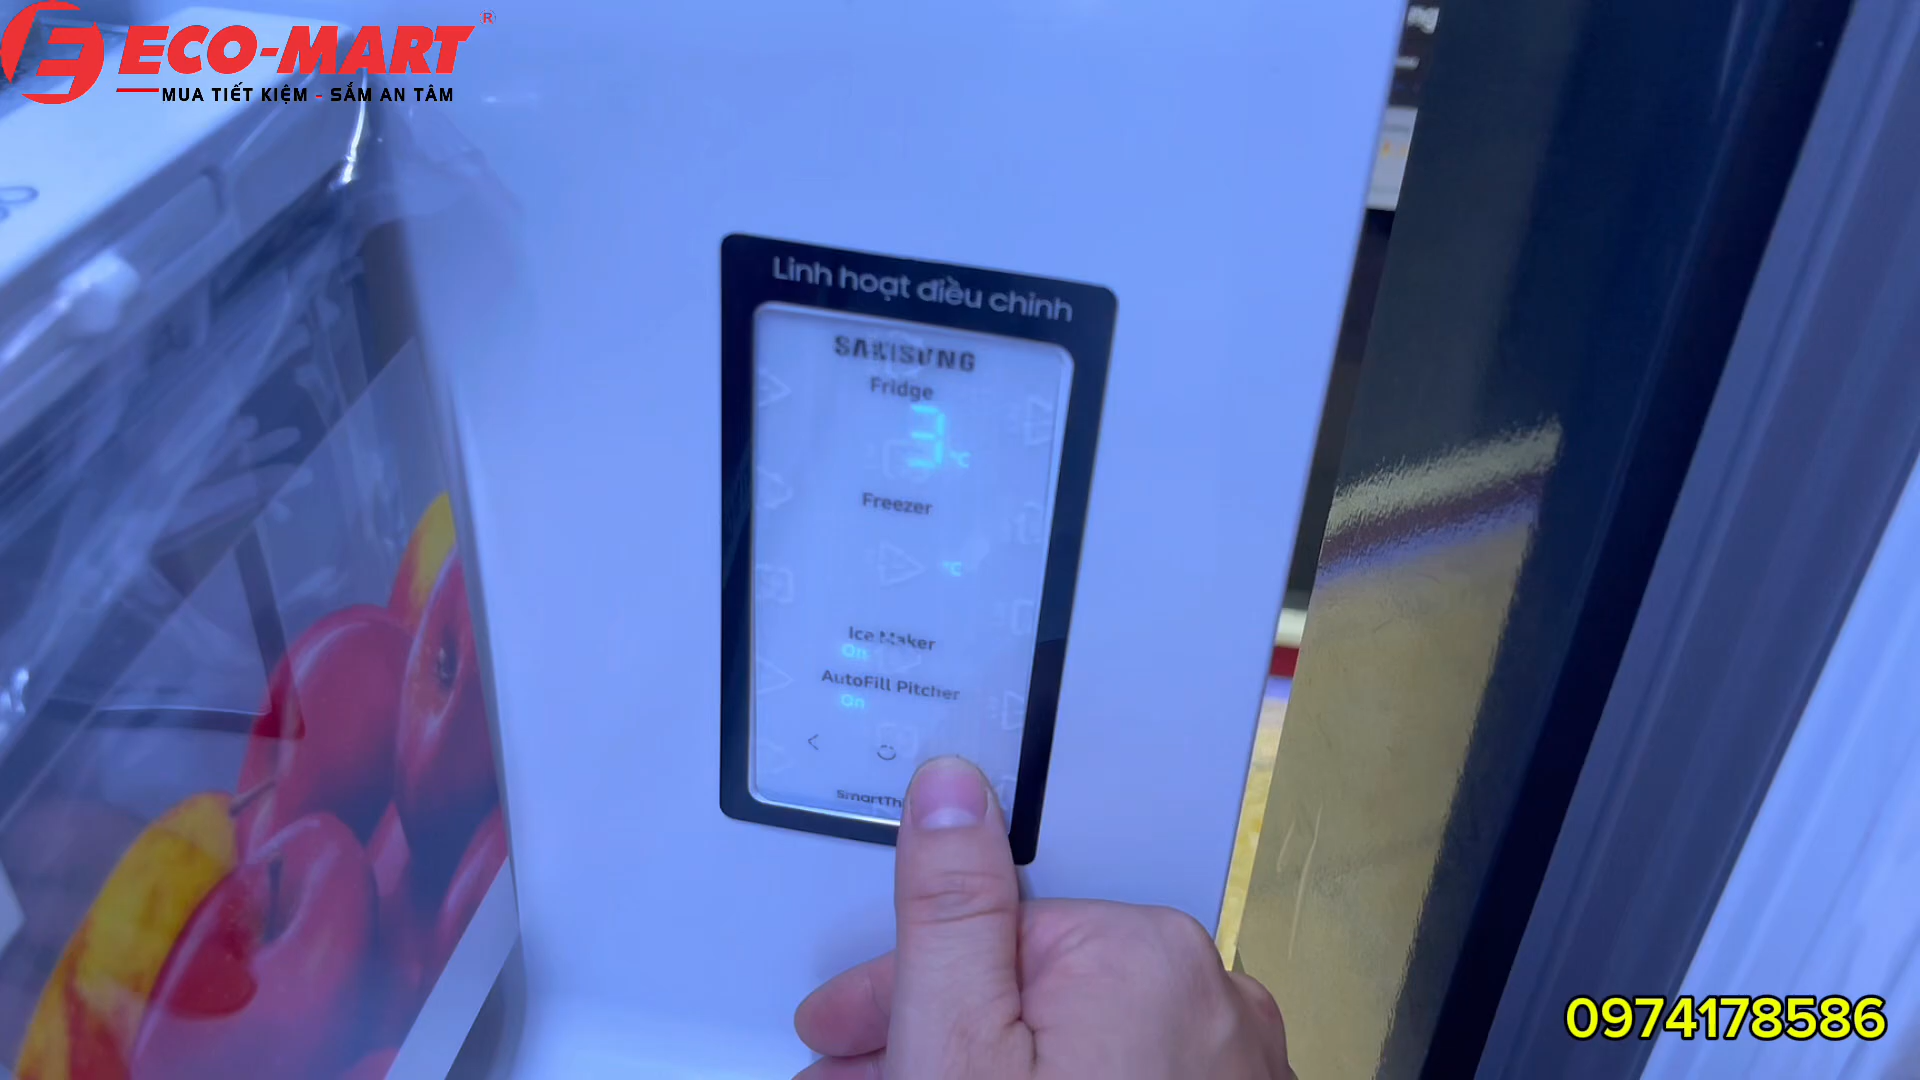 ECO-MART®
MUA TIẾT KIỆM - SẮM AN TÂM
Linh hoạt điều chỉnh
SAMSUNG
Fridge
3 °C
Freezer
°C
Ice Maker
On
AutoFill Pitcher
On
SmartTh
0974178586